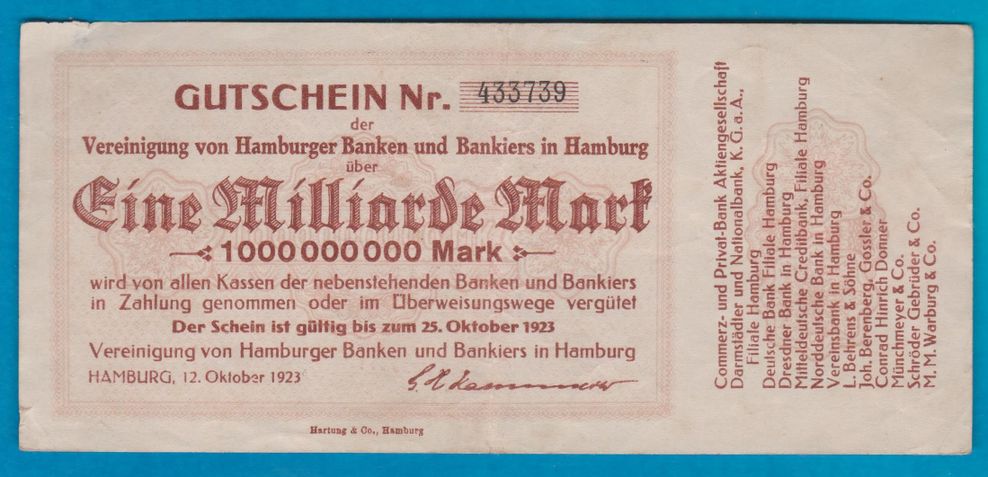 GUTSCHEIN Nr. 433739
der
Vereinigung von Hamburger Banken und Bankiers in Hamburg
über
Eine Milliarde Mark
1000000000 Mark
wird von allen Kassen der nebenstehenden Banken und Bankiers
in Zahlung genommen oder im Überweisungswege vergütet
Der Schein ist gültig bis zum 25. Oktober 1923
Vereinigung von Hamburger Banken und Bankiers in Hamburg
HAMBURG, 12. Oktober 1923
Hartung & Co., Hamburg
Commerz- und Privat-Bank Aktiengesellschaft
Darmstädter und Nationalbank, K. G. a. A.,
Filiale Hamburg
Deutsche Bank Filiale Hamburg
Dresdner Bank in Hamburg
Mitteldeutsche Creditbank, Filiale Hamburg
Norddeutsche Bank in Hamburg
Vereinsbank in Hamburg
L. Behrens & Söhne
Joh. Berenberg, Gossler & Co.
Conrad Hinrich Donner
Münchmeyer & Co.
Schröder Gebrüder & Co.
M. M. Warburg & Co.